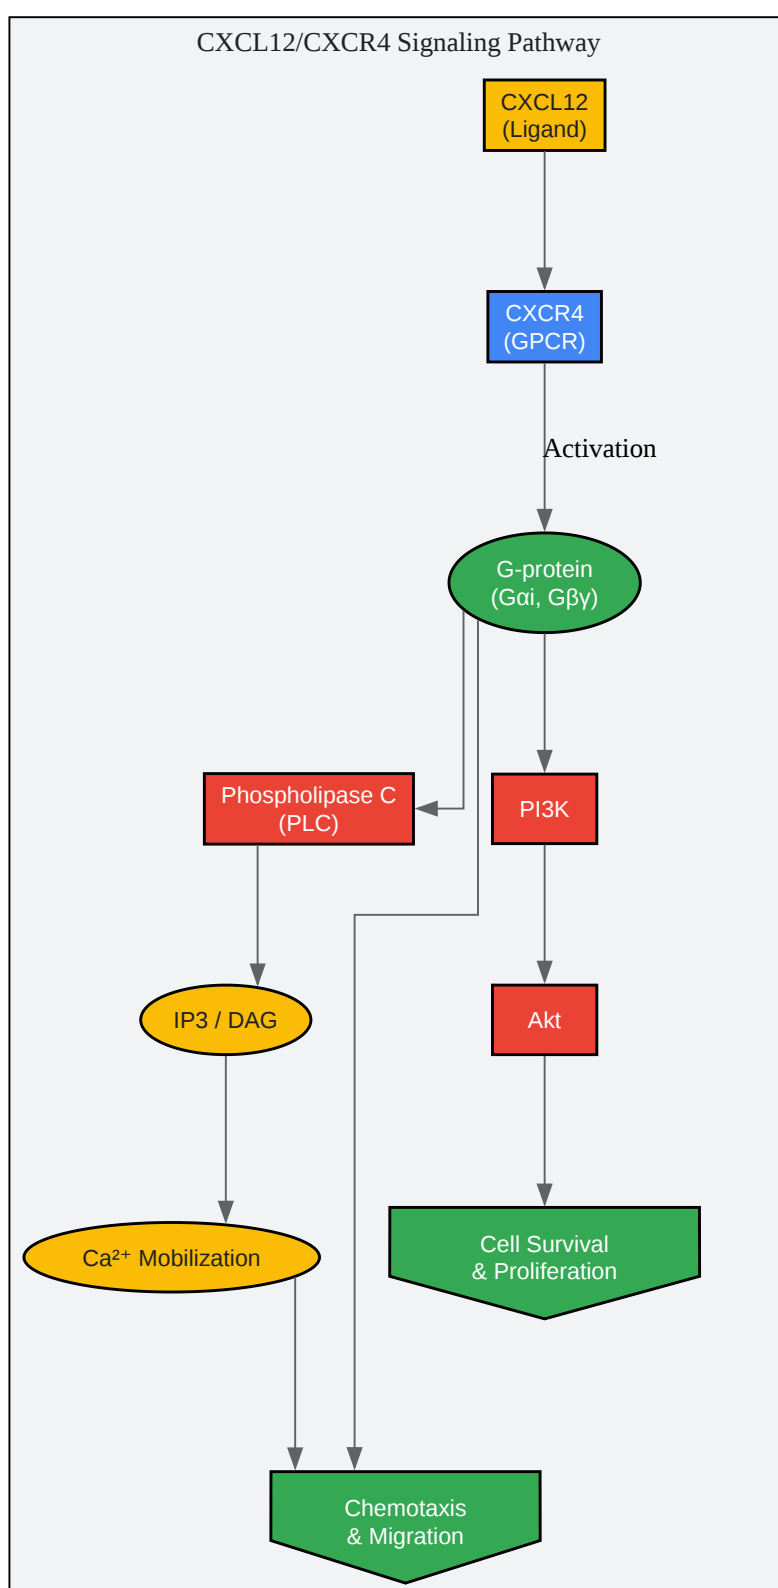 CXCL12/CXCR4 Signaling Pathway
CXCL12
(Ligand)
CXCR4
(GPCR)
Activation
G-protein
(Gαi, Gβγ)
Phospholipase C
(PLC)
PI3K
IP3 / DAG
Akt
Ca²⁺ Mobilization
Cell Survival
& Proliferation
Chemotaxis
& Migration